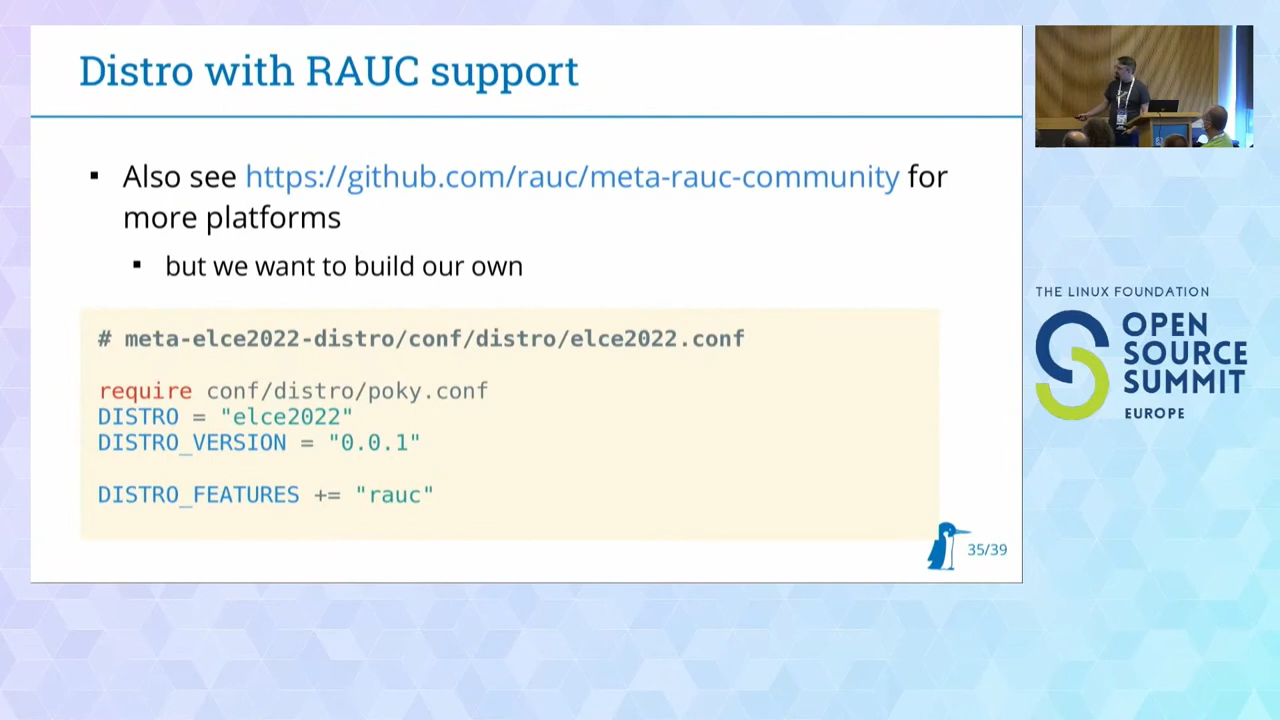 Distro with RAUC support
▪ Also see https://github.com/rauc/meta-rauc-community for
more platforms
▪ but we want to build our own
# meta-elce2022-distro/conf/distro/elce2022.conf
require conf/distro/poky.conf
DISTRO = "elce2022"
DISTRO_VERSION = "0.0.1"
DISTRO_FEATURES += "rauc"
35/39
THE LINUX FOUNDATION
OPEN
SOURCE
SUMMIT
EUROPE